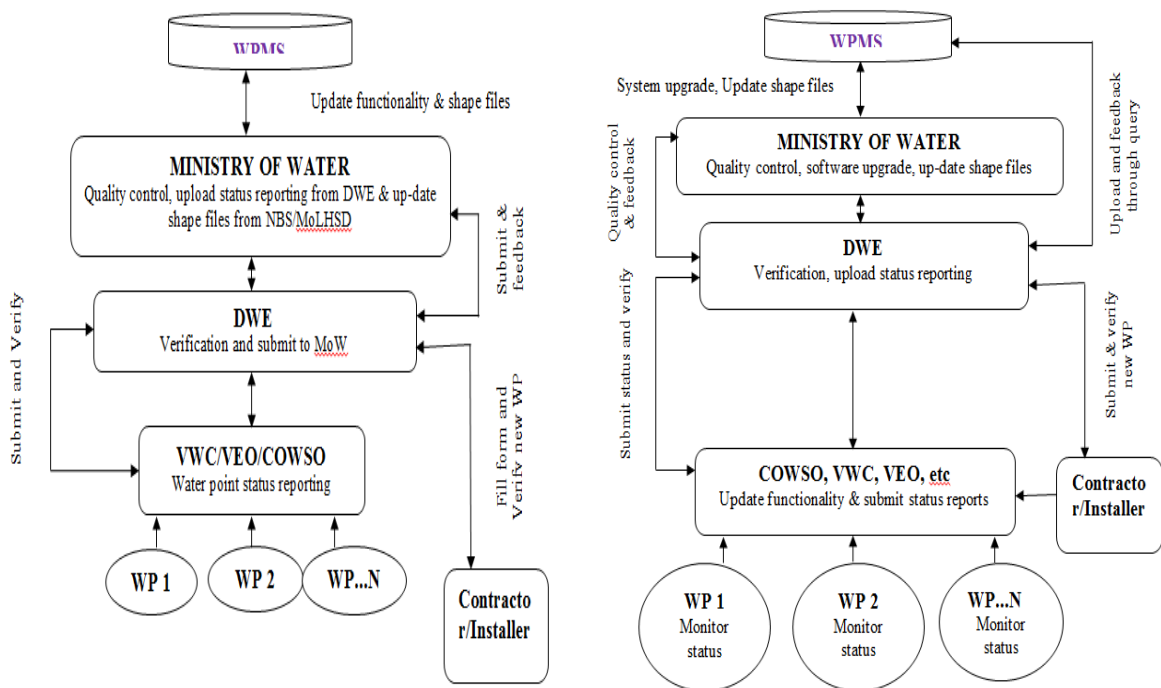 WPMS
Update functionality & shape files
MINISTRY OF WATER
Quality control, upload status reporting from DWE & up-date
shape files from NBS/MoLHSD
Submit &
feedback
DWE
Verification and submit to MoW
Submit and Verify
VWC/VEO/COWSO
Water point status reporting
Fill form and
Verify new WP
WP 1
WP 2
WP...N
Contracto
r/Installer
WPMS
System upgrade, Update shape files
Upload and feedback
through query
MINISTRY OF WATER
Quality control, software upgrade, up-date shape files
Quality control
& feedback
DWE
Verification, upload status reporting
Submit status and verify
Submit & verify
new WP
COWSO, VWC, VEO, etc
Update functionality & submit status reports
Contracto
r/Installer
WP 1
Monitor
status
WP 2
Monitor
status
WP...N
Monitor
status